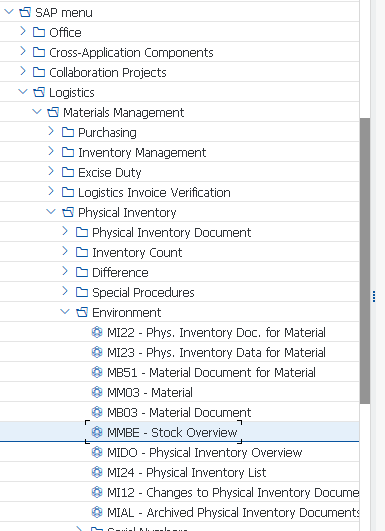 SAP menu
Office
Cross-Application Components
Collaboration Projects
Logistics
Materials Management
Purchasing
Inventory Management
Excise Duty
Logistics Invoice Verification
Physical Inventory
Physical Inventory Document
Inventory Count
Difference
Special Procedures
Environment
MI22 - Phys. Inventory Doc. for Material
MI23 - Phys. Inventory Data for Material
MB51 - Material Document for Material
MM03 - Material
MB03 - Material Document
MMBE - Stock Overview
MIDO - Physical Inventory Overview
MI24 - Physical Inventory List
MI12 - Changes to Physical Inventory Docume
MIAL - Archived Physical Inventory Documents
Serial Numbers